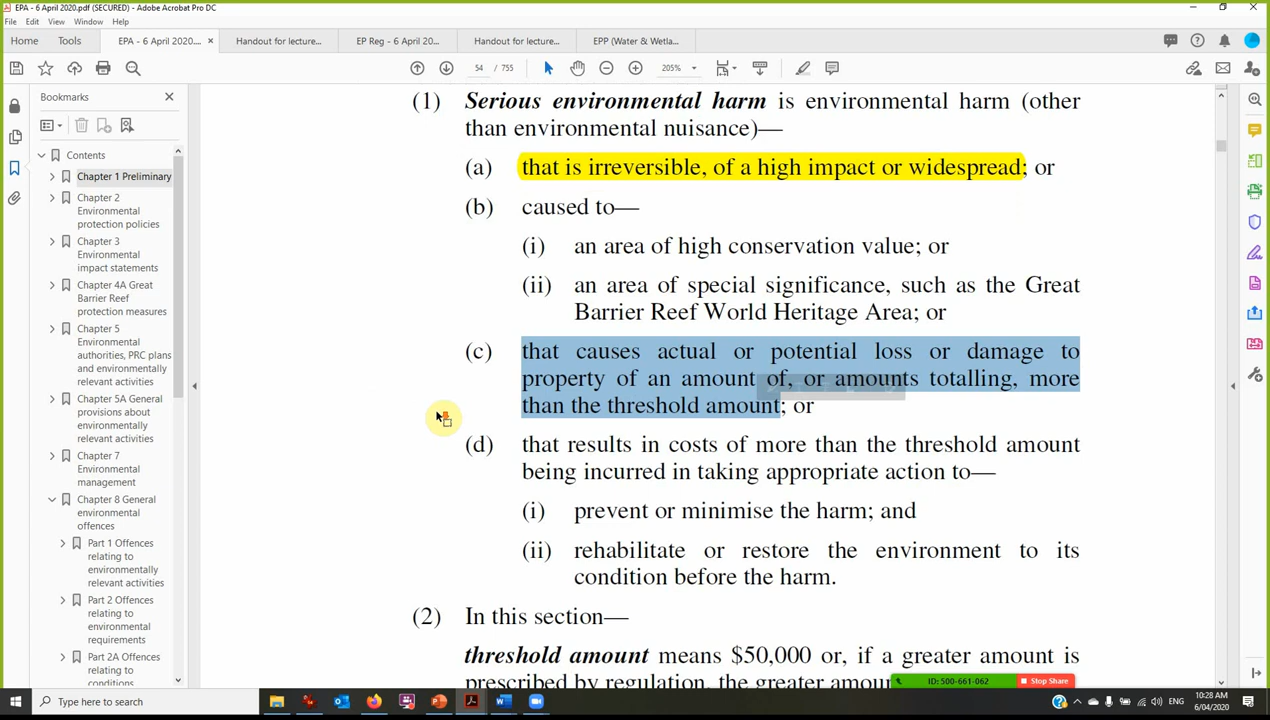 EPA - 6 April 2020.pdf (SECURED) - Adobe Acrobat Pro DC
File Edit View Window Help
Home Tools EPA - 6 April 2020.... × Handout for lecture... EP Reg - 6 April 20... Handout for lecture... EPP (Water & Wetla...
54 / 755 205%
Bookmarks ×
Contents
Chapter 1 Preliminary
Chapter 2
Environmental
protection policies
Chapter 3
Environmental
impact statements
Chapter 4A Great
Barrier Reef
protection measures
Chapter 5
Environmental
authorities, PRC plans
and environmentally
relevant activities
Chapter 5A General
provisions about
environmentally
relevant activities
Chapter 7
Environmental
management
Chapter 8 General
environmental
offences
Part 1 Offences
relating to
environmentally
relevant activities
Part 2 Offences
relating to
environmental
requirements
Part 2A Offences
relating to
conditions
(1) Serious environmental harm is environmental harm (other
than environmental nuisance)—
(a) that is irreversible, of a high impact or widespread; or
(b) caused to—
(i) an area of high conservation value; or
(ii) an area of special significance, such as the Great
Barrier Reef World Heritage Area; or
(c) that causes actual or potential loss or damage to
property of an amount of, or amounts totalling, more
than the threshold amount; or
(d) that results in costs of more than the threshold amount
being incurred in taking appropriate action to—
(i) prevent or minimise the harm; and
(ii) rehabilitate or restore the environment to its
condition before the harm.
(2) In this section—
threshold amount means $50,000 or, if a greater amount is
prescribed by regulation, the greater amou
ID: 500-661-062 Stop Share
Type here to search
ENG
10:28 AM
6/04/2020